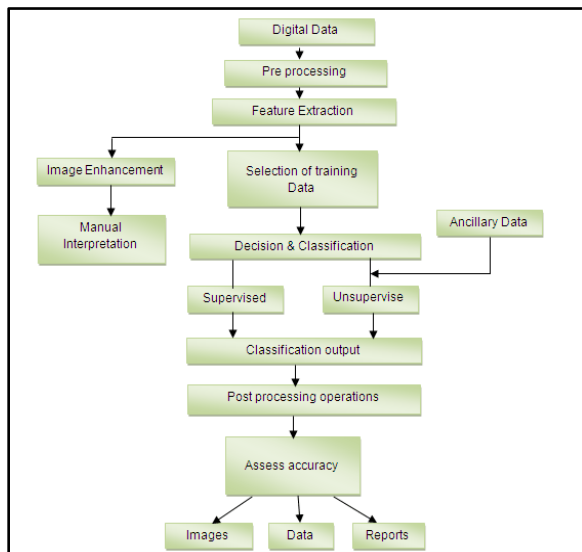 Digital Data
Pre processing
Feature Extraction
Image Enhancement
Selection of training
Data
Manual
Interpretation
Ancillary Data
Decision & Classification
Supervised
Unsupervise
Classification output
Post processing operations
Assess accuracy
Images
Data
Reports